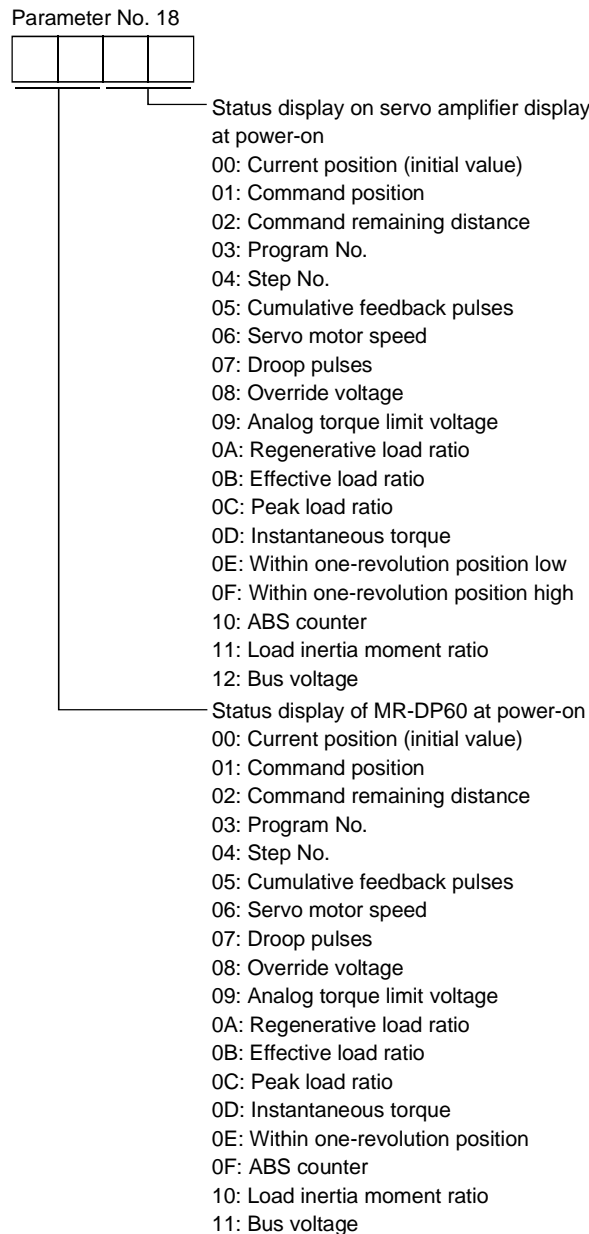 Parameter No. 18
Status display on servo amplifier display
at power-on
00: Current position (initial value)
01: Command position
02: Command remaining distance
03: Program No.
04: Step No.
05: Cumulative feedback pulses
06: Servo motor speed
07: Droop pulses
08: Override voltage
09: Analog torque limit voltage
0A: Regenerative load ratio
0B: Effective load ratio
0C: Peak load ratio
0D: Instantaneous torque
0E: Within one-revolution position low
0F: Within one-revolution position high
10: ABS counter
11: Load inertia moment ratio
12: Bus voltage
Status display of MR-DP60 at power-on
00: Current position (initial value)
01: Command position
02: Command remaining distance
03: Program No.
04: Step No.
05: Cumulative feedback pulses
06: Servo motor speed
07: Droop pulses
08: Override voltage
09: Analog torque limit voltage
0A: Regenerative load ratio
0B: Effective load ratio
0C: Peak load ratio
0D: Instantaneous torque
0E: Within one-revolution position
0F: ABS counter
10: Load inertia moment ratio
11: Bus voltage